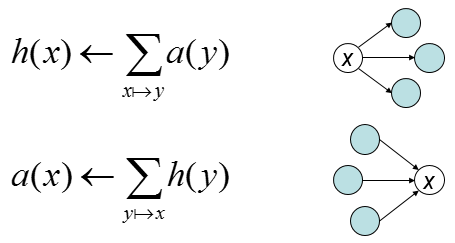 h(x) ← ∑ a(y)
x↦y
x
a(x) ← ∑ h(y)
y↦x
x